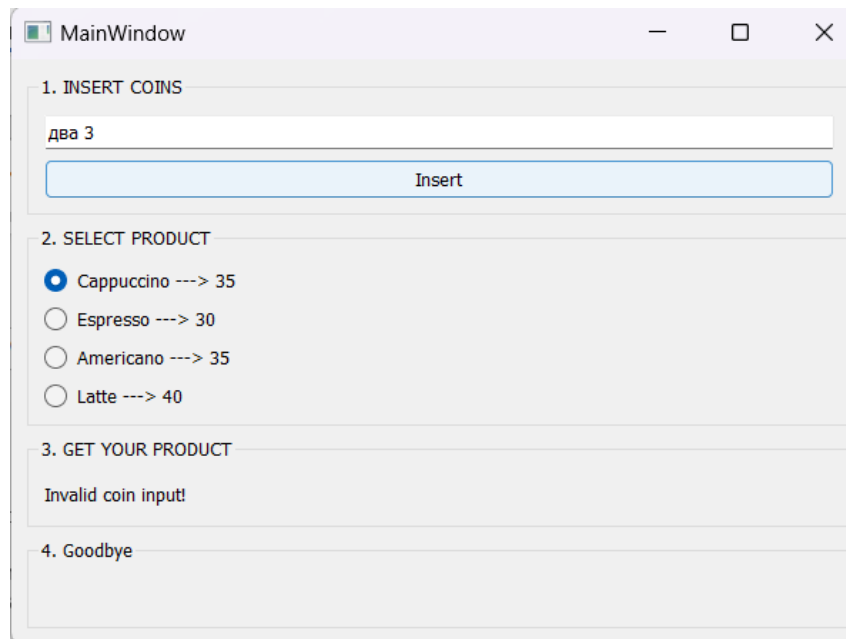 MainWindow
1. INSERT COINS
два 3
Insert
2. SELECT PRODUCT
Cappuccino ---> 35
Espresso ---> 30
Americano ---> 35
Latte ---> 40
3. GET YOUR PRODUCT
Invalid coin input!
4. Goodbye